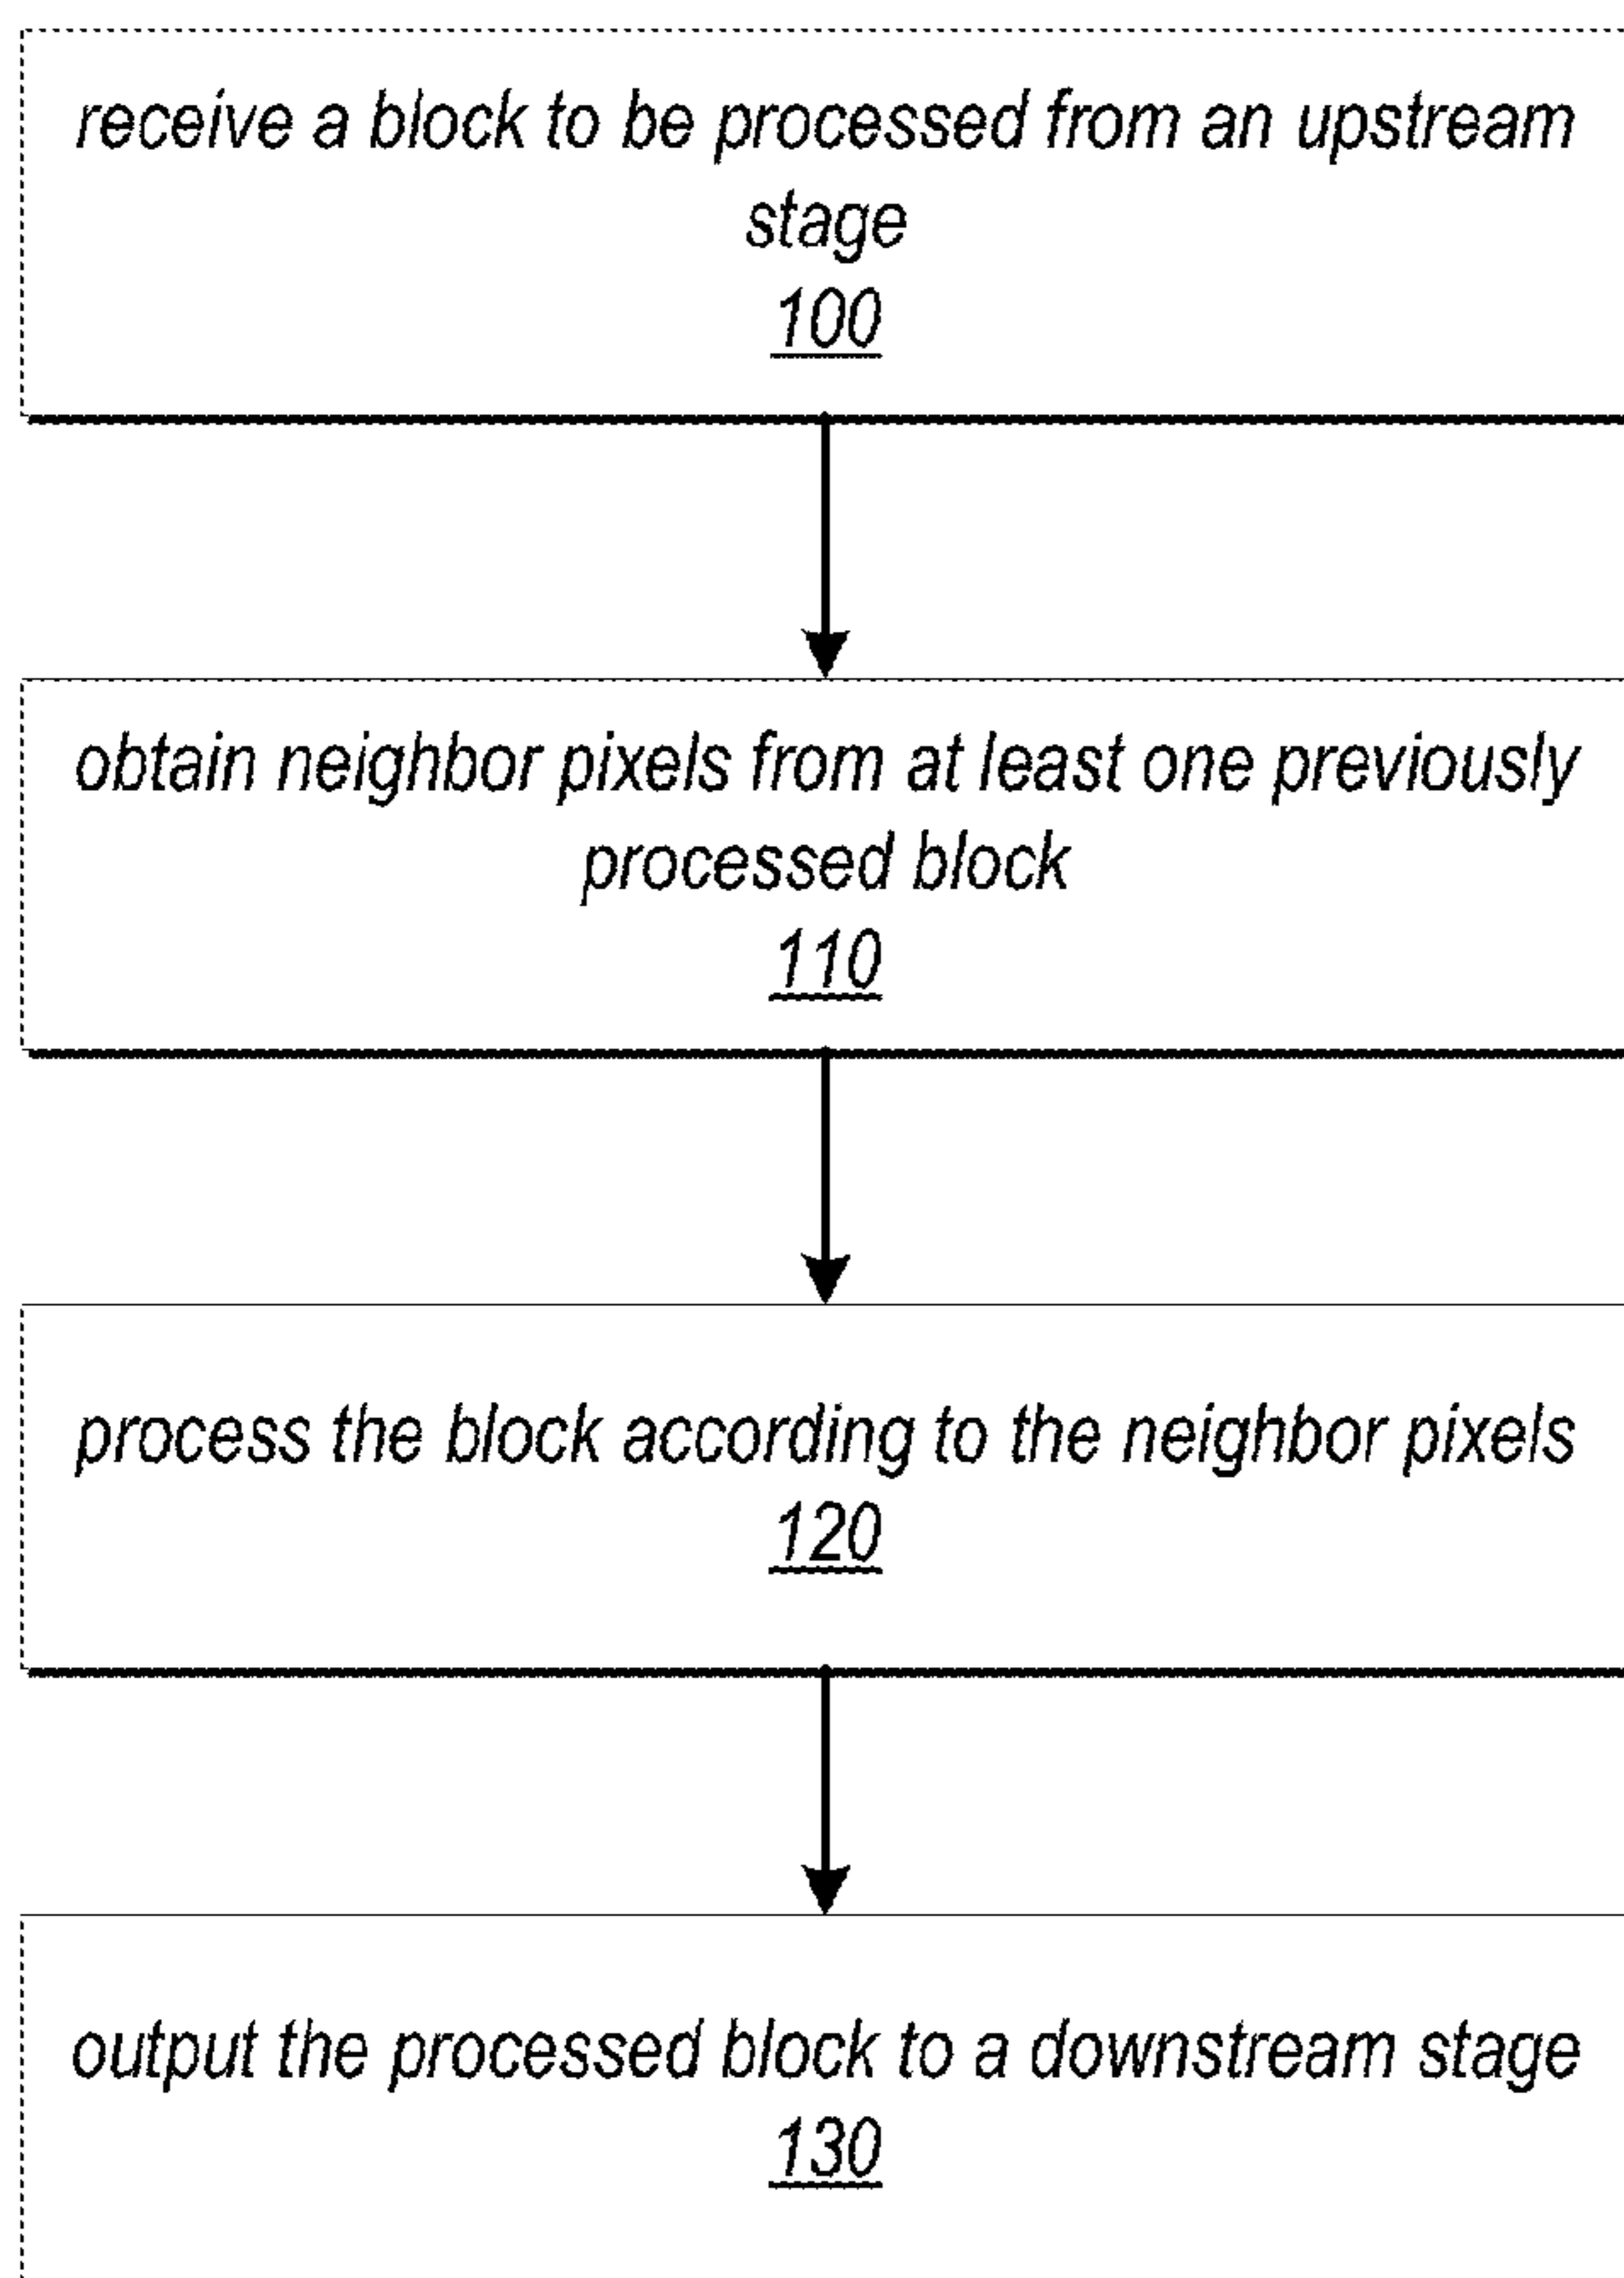 receive a block to be processed from an upstream
stage
100
obtain neighbor pixels from at least one previously
processed block
110
process the block according to the neighbor pixels
120
output the processed block to a downstream stage
130